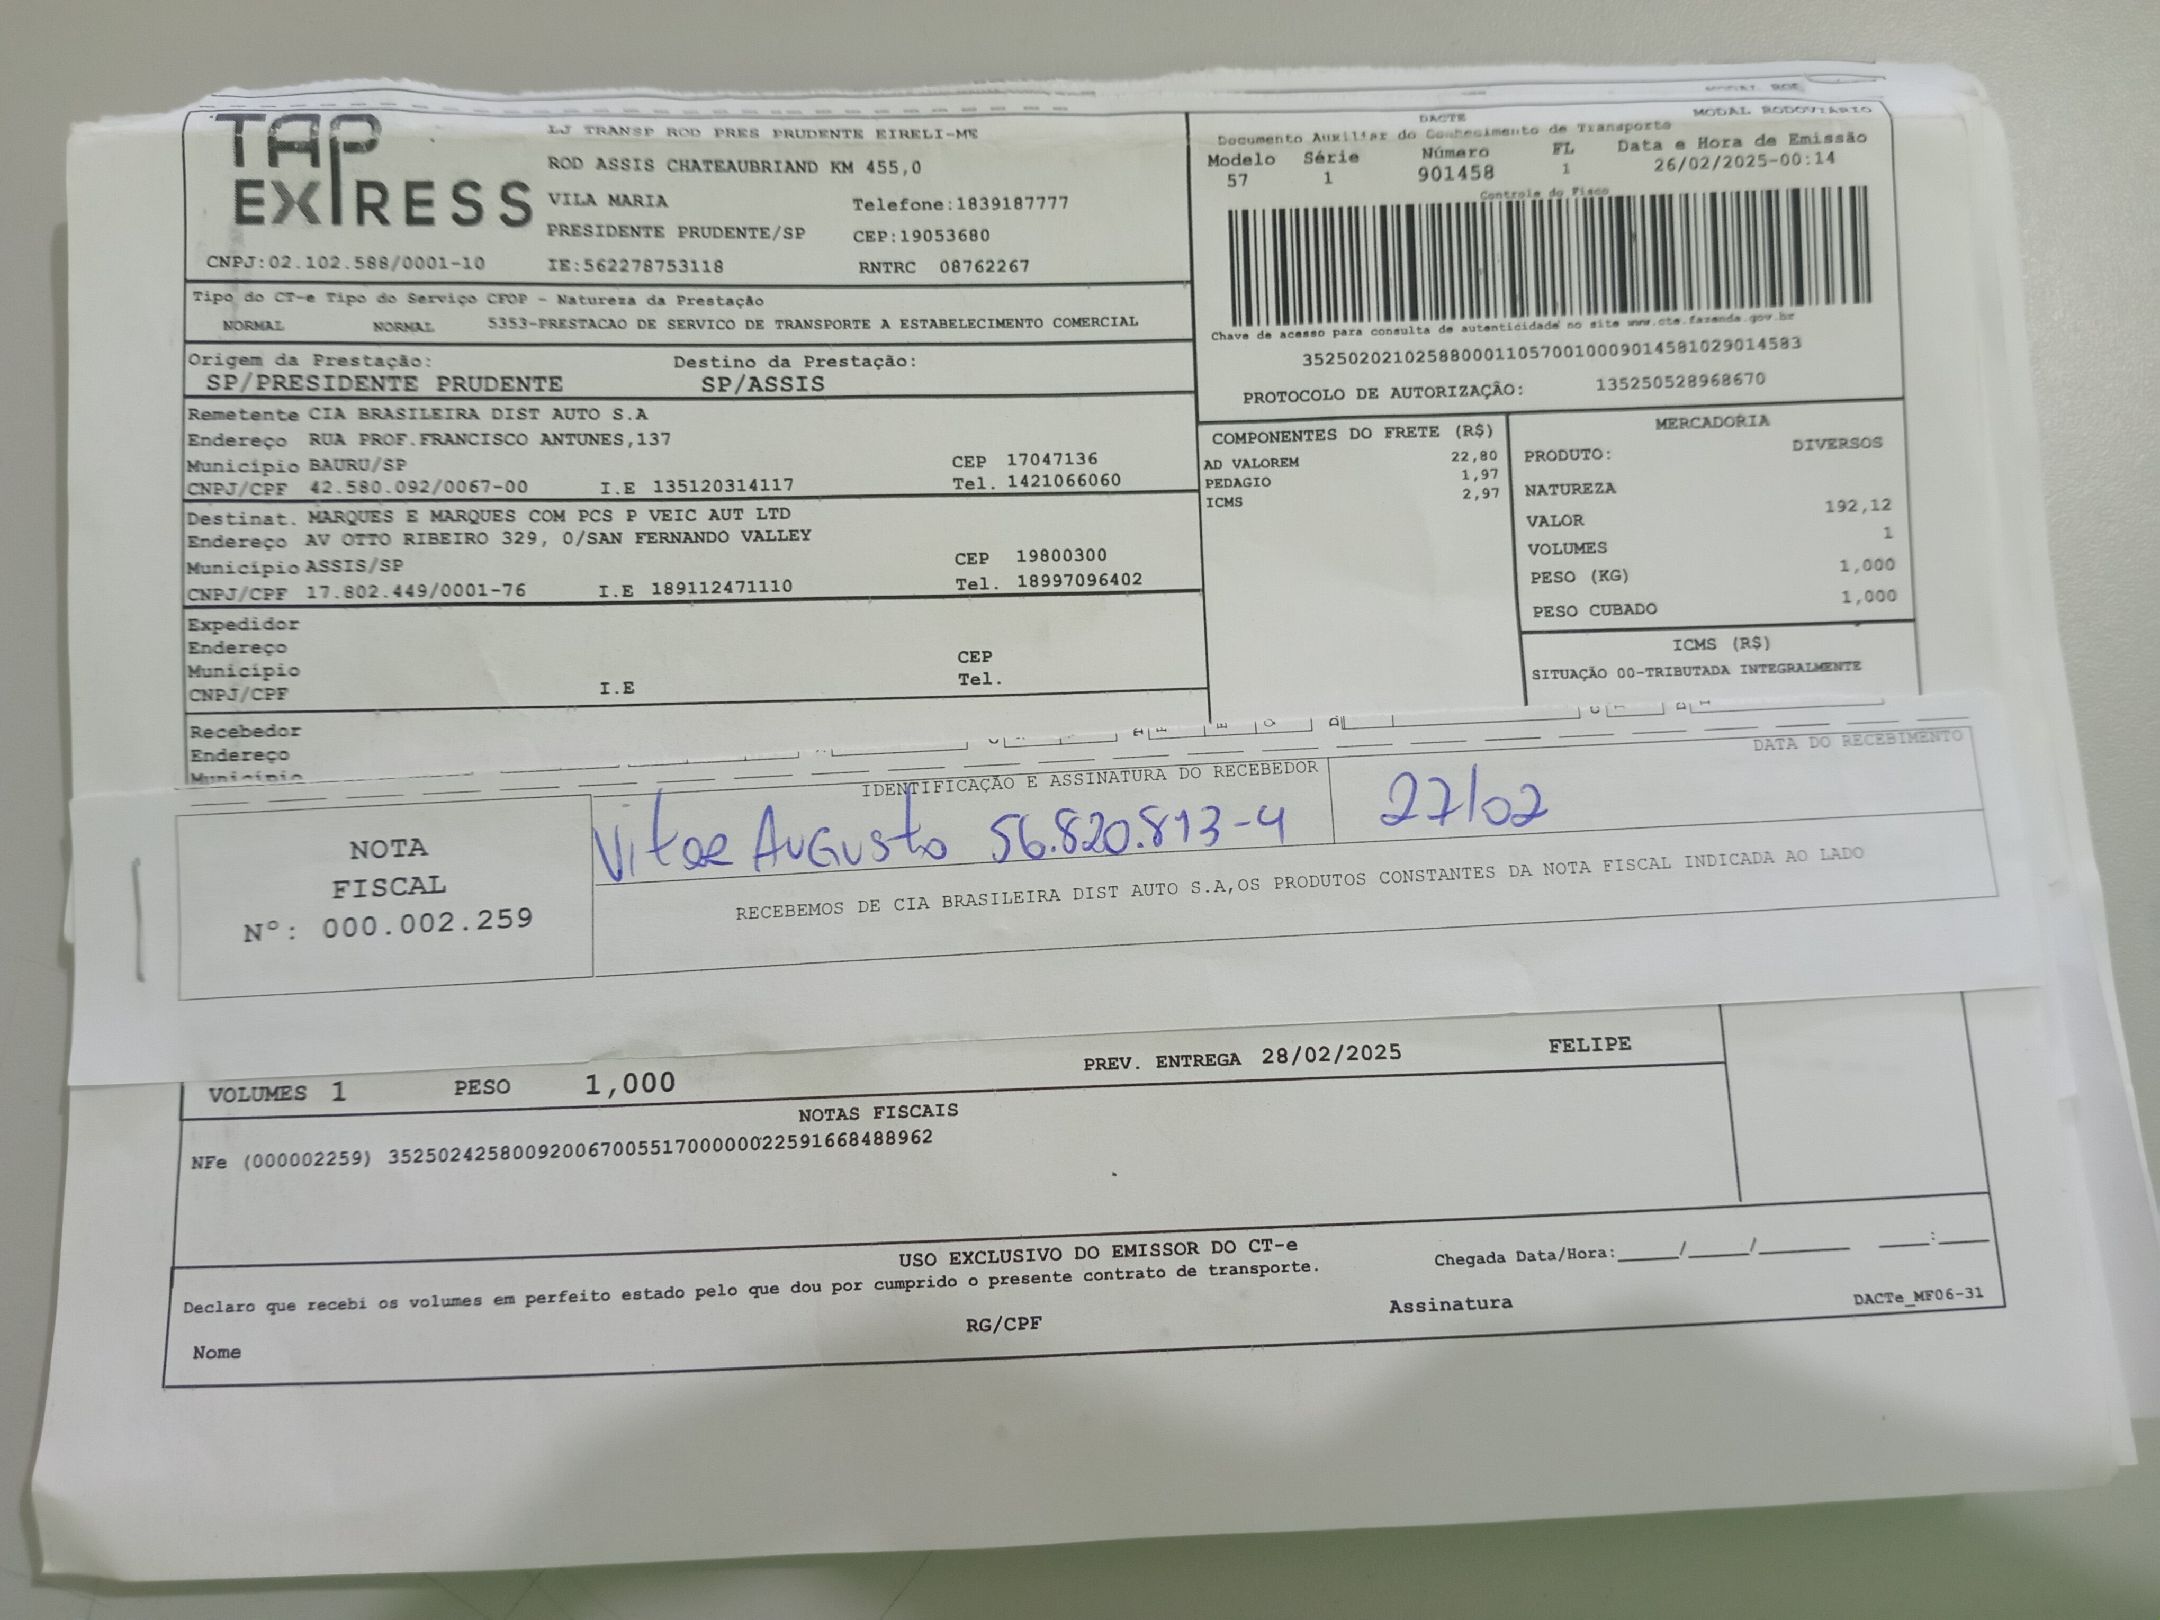 TAP
EXPRESS
LJ TRANSP ROD PRES PRUDENTE EIRELI-ME
ROD ASSIS CHATEAUBRIAND KM 455,0
VILA MARIA Telefone:1839187777
PRESIDENTE PRUDENTE/SP CEP:19053680
CNPJ:02.102.588/0001-10 IE:562278753118 RNTRC 08762267
DACTE MODAL RODOVIÁRIO
Documento Auxiliar do Conhecimento de Transporte
Modelo Série Número FL Data e Hora de Emissão
57 1 901458 1 26/02/2025-00:14
Controle do Fisco
Chave de acesso para consulta de autenticidade no site www.cte.fazenda.gov.br
35250202102588000110570010009014581029014583
PROTOCOLO DE AUTORIZAÇÃO: 135250528968670
Tipo do CT-e Tipo do Serviço CFOP - Natureza da Prestação
NORMAL NORMAL 5353-PRESTACAO DE SERVICO DE TRANSPORTE A ESTABELECIMENTO COMERCIAL
Origem da Prestação: Destino da Prestação:
SP/PRESIDENTE PRUDENTE SP/ASSIS
Remetente CIA BRASILEIRA DIST AUTO S.A
Endereço RUA PROF.FRANCISCO ANTUNES,137
Município BAURU/SP CEP 17047136
CNPJ/CPF 42.580.092/0067-00 I.E 135120314117 Tel. 1421066060
Destinat. MARQUES E MARQUES COM PCS P VEIC AUT LTD
Endereço AV OTTO RIBEIRO 329, 0/SAN FERNANDO VALLEY
Município ASSIS/SP CEP 19800300
CNPJ/CPF 17.802.449/0001-76 I.E 189112471110 Tel. 18997096402
Expedidor
Endereço
Município CEP
CNPJ/CPF I.E Tel.
Recebedor
Endereço
Município
COMPONENTES DO FRETE (R$)
AD VALOREM 22,80
PEDAGIO 1,97
ICMS 2,97
MERCADORIA
PRODUTO: DIVERSOS
NATUREZA
VALOR 192,12
VOLUMES 1
PESO (KG) 1,000
PESO CUBADO 1,000
ICMS (R$)
SITUAÇÃO 00-TRIBUTADA INTEGRALMENTE
IDENTIFICAÇÃO E ASSINATURA DO RECEBEDOR DATA DO RECEBIMENTO
Vitor Augusto 56.820.813-4 27/02
NOTA
FISCAL
N°: 000.002.259
RECEBEMOS DE CIA BRASILEIRA DIST AUTO S.A,OS PRODUTOS CONSTANTES DA NOTA FISCAL INDICADA AO LADO
VOLUMES 1 PESO 1,000 PREV. ENTREGA 28/02/2025 FELIPE
NOTAS FISCAIS
NFe (000002259) 35250242580092006700551700000022591668488962
USO EXCLUSIVO DO EMISSOR DO CT-e
Declaro que recebi os volumes em perfeito estado pelo que dou por cumprido o presente contrato de transporte.
Chegada Data/Hora:_____/_____/_______ ____:____
Nome RG/CPF Assinatura DACTe_MF06-31